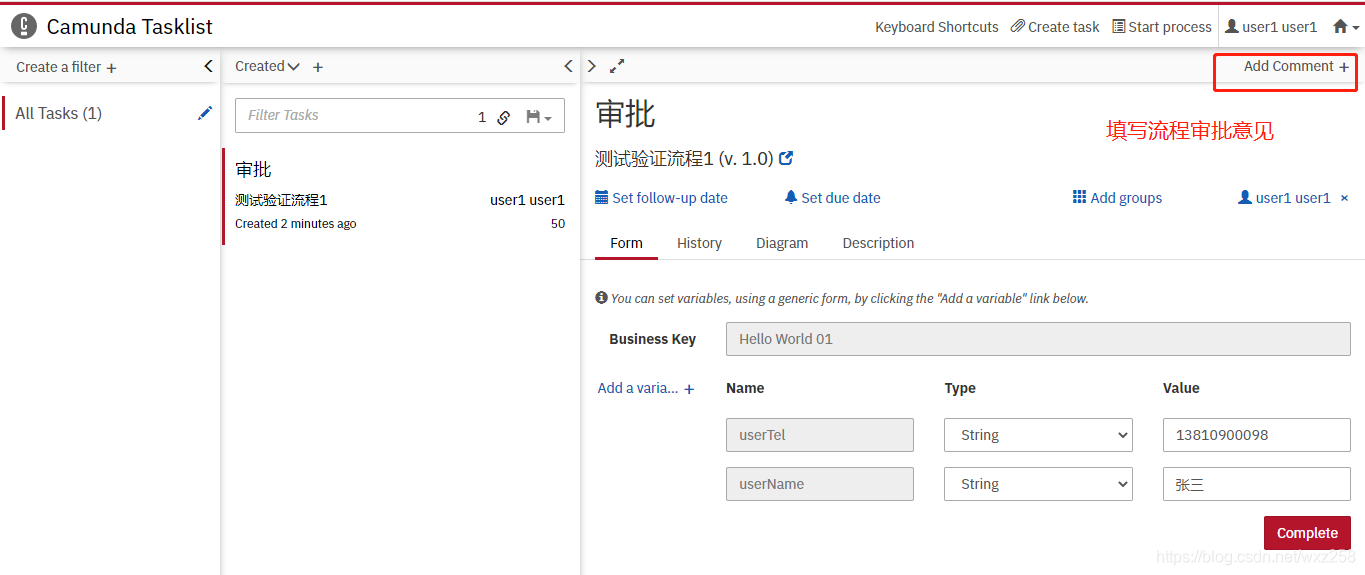 Camunda Tasklist
Keyboard Shortcuts Create task Start process user1 user1
Create a filter +
Created +
Add Comment +
All Tasks (1)
Filter Tasks 1
审批
测试验证流程1 user1 user1
Created 2 minutes ago 50
审批
填写流程审批意见
测试验证流程1 (v. 1.0)
Set follow-up date Set due date Add groups user1 user1 ×
Form History Diagram Description
You can set variables, using a generic form, by clicking the "Add a variable" link below.
Business Key Hello World 01
Add a varia... + Name Type Value
userTel String 13810900098
userName String 张三
Complete
https://blog.csdn.net/wxz258